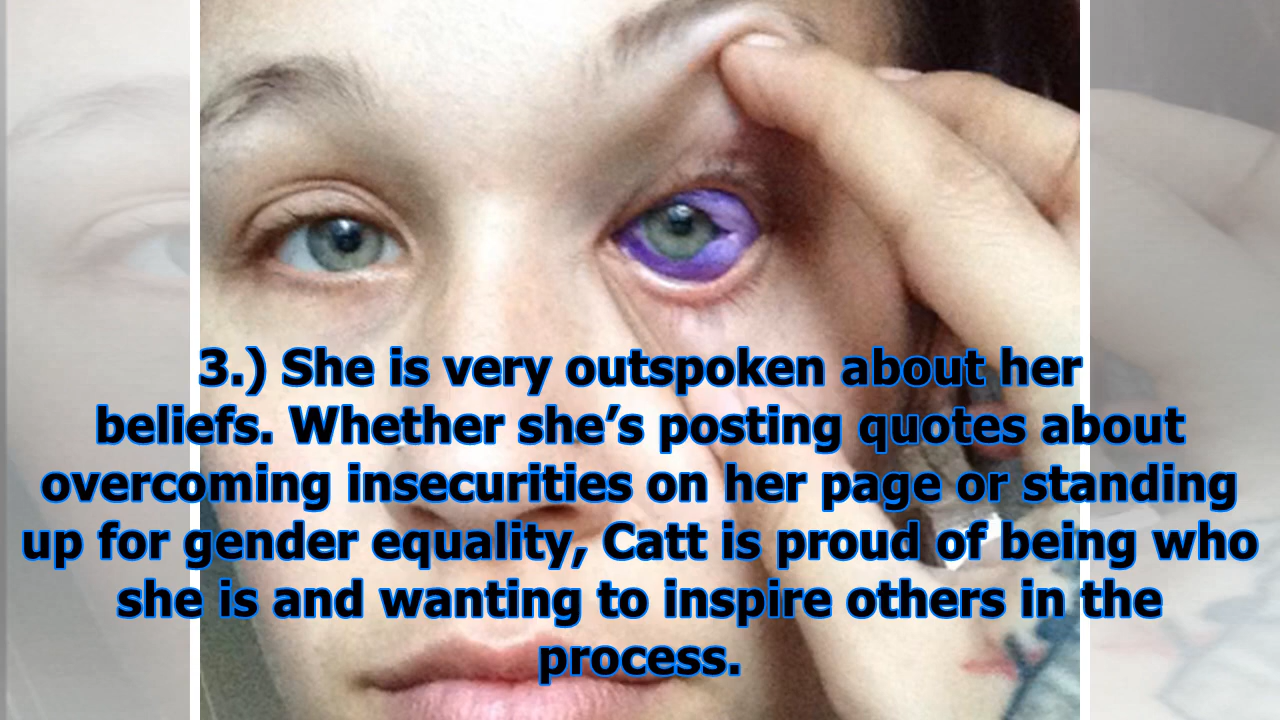 3.) She is very outspoken about her
beliefs. Whether she’s posting quotes about
overcoming insecurities on her page or standing
up for gender equality, Catt is proud of being who
she is and wanting to inspire others in the
process.